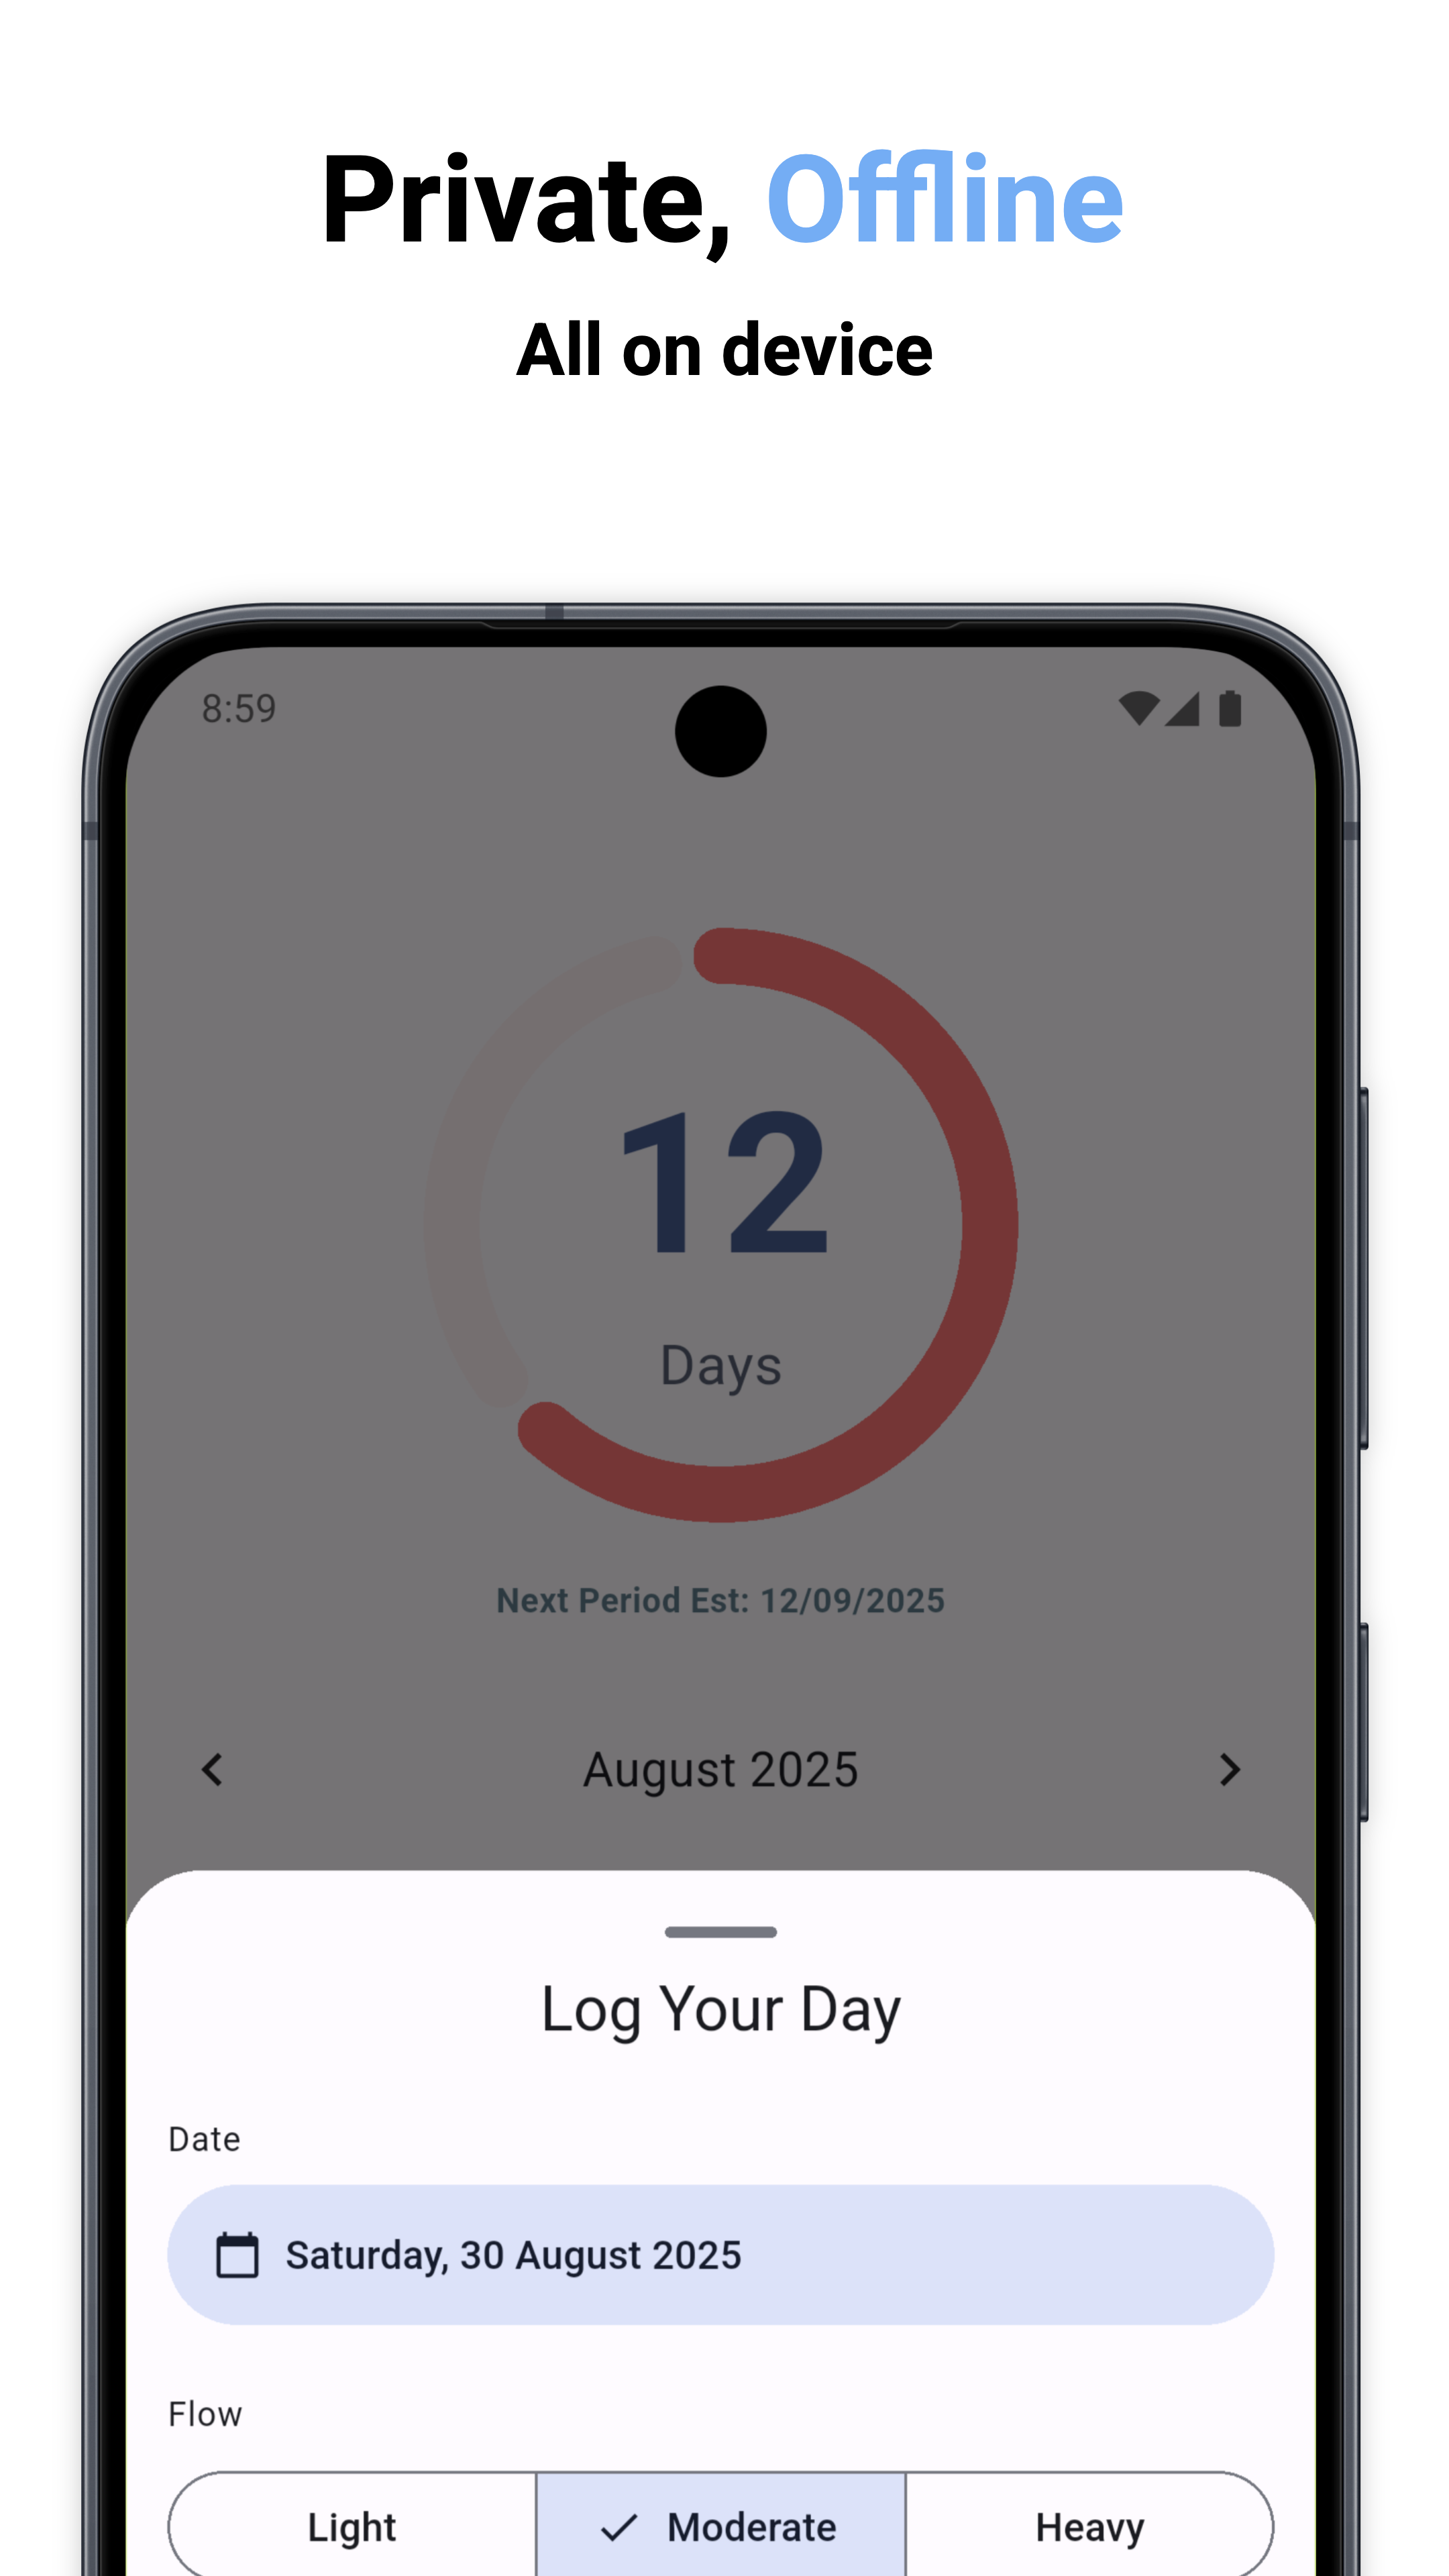 Private, Offline
All on device
8:59
12
Days
Next Period Est: 12/09/2025
August 2025
Log Your Day
Date
Saturday, 30 August 2025
Flow
Light Moderate Heavy